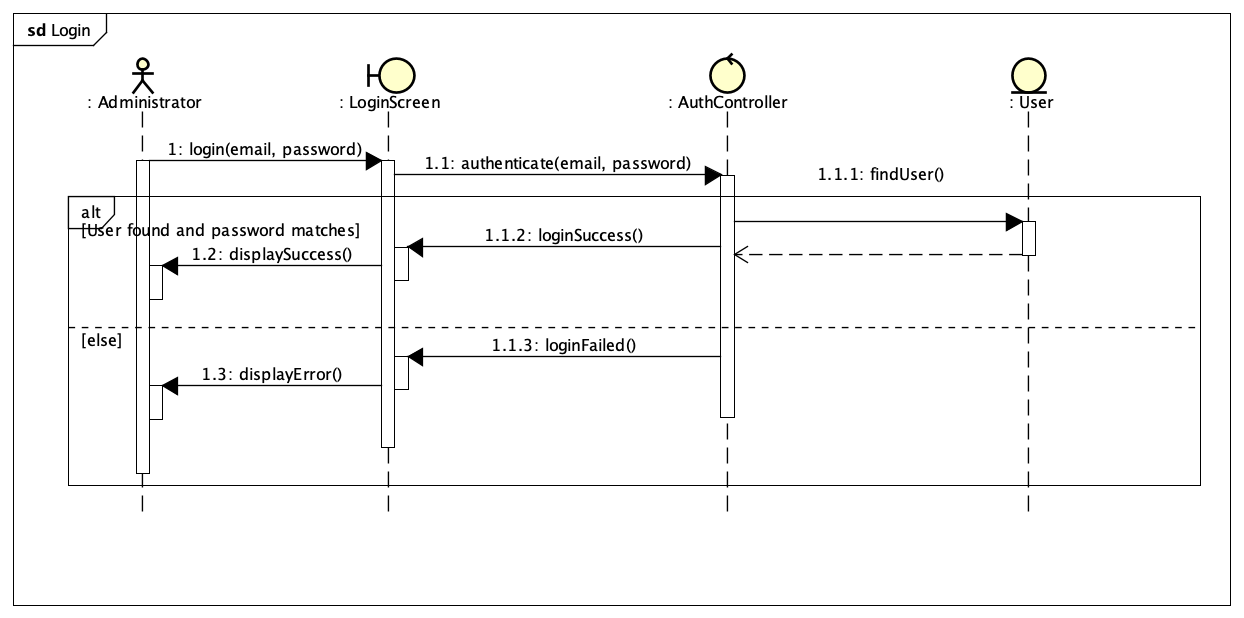 sd Login
: Administrator
: LoginScreen
: AuthController
: User
1: login(email, password)
1.1: authenticate(email, password)
1.1.1: findUser()
alt
[User found and password matches]
1.1.2: loginSuccess()
1.2: displaySuccess()
[else]
1.1.3: loginFailed()
1.3: displayError()